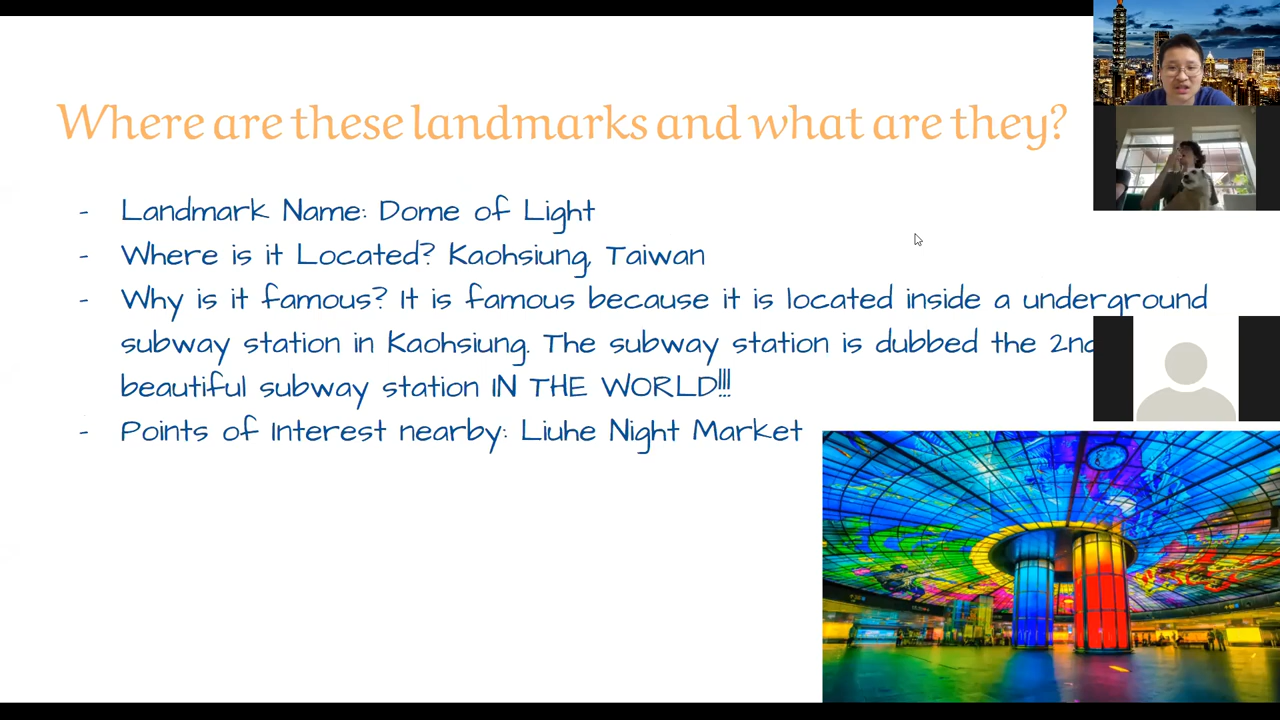 Where are these landmarks and what are they?
- Landmark Name: Dome of Light
- Where is it Located? Kaohsiung, Taiwan
- Why is it famous? It is famous because it is located inside a underground
subway station in Kaohsiung. The subway station is dubbed the 2nd
beautiful subway station IN THE WORLD!!!
- Points of Interest nearby: Liuhe Night Market